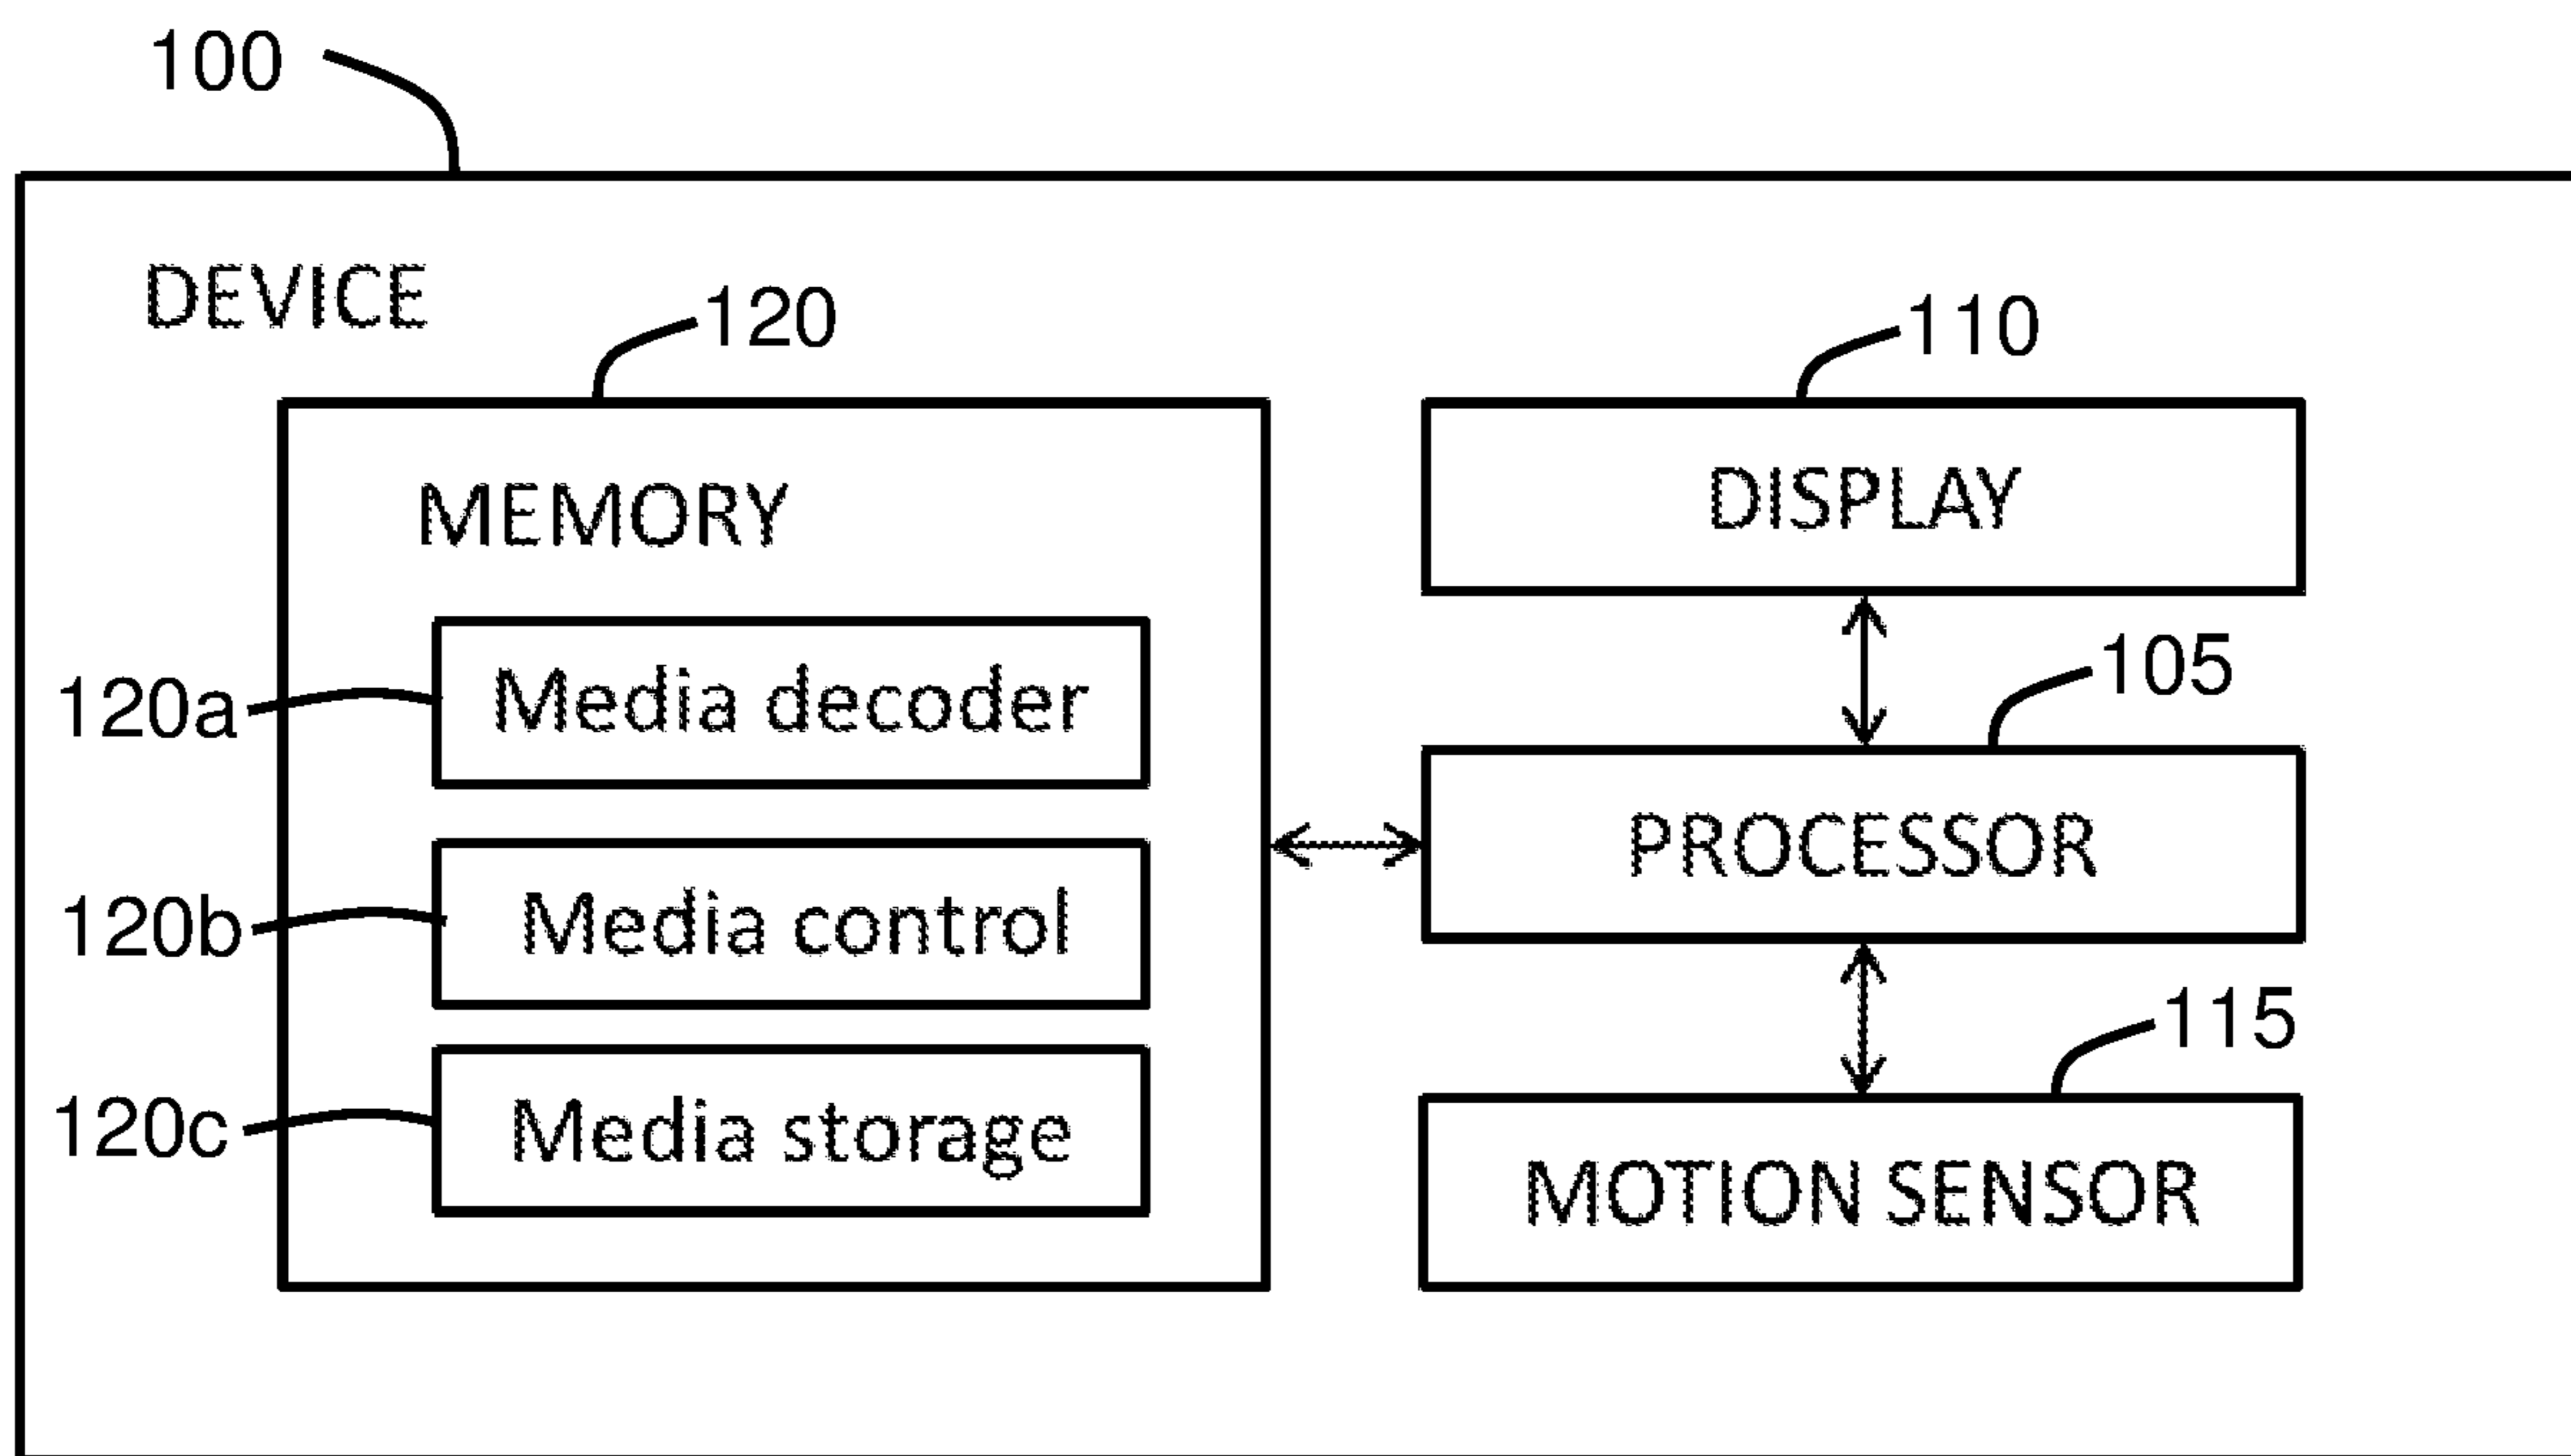 100
DEVICE
120
110
MEMORY
DISPLAY
120a
Media decoder
105
PROCESSOR
120b
Media control
115
120c
Media storage
MOTION SENSOR